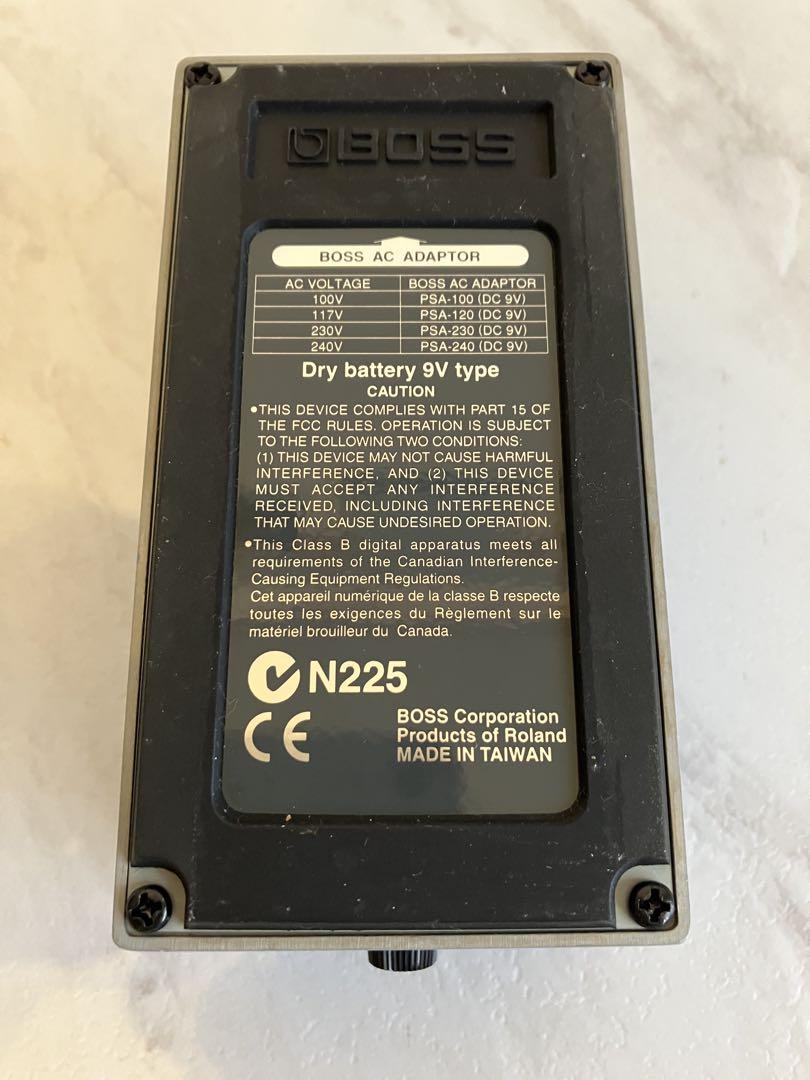 BOSS
BOSS AC ADAPTOR
AC VOLTAGE BOSS AC ADAPTOR
100V PSA-100 (DC 9V)
117V PSA-120 (DC 9V)
230V PSA-230 (DC 9V)
240V PSA-240 (DC 9V)
Dry battery 9V type
CAUTION
•THIS DEVICE COMPLIES WITH PART 15 OF
THE FCC RULES. OPERATION IS SUBJECT
TO THE FOLLOWING TWO CONDITIONS:
(1) THIS DEVICE MAY NOT CAUSE HARMFUL
INTERFERENCE, AND (2) THIS DEVICE
MUST ACCEPT ANY INTERFERENCE
RECEIVED, INCLUDING INTERFERENCE
THAT MAY CAUSE UNDESIRED OPERATION.
•This Class B digital apparatus meets all
requirements of the Canadian Interference-
Causing Equipment Regulations.
Cet appareil numérique de la classe B respecte
toutes les exigences du Règlement sur le
matériel brouilleur du Canada.
N225
CE
BOSS Corporation
Products of Roland
MADE IN TAIWAN